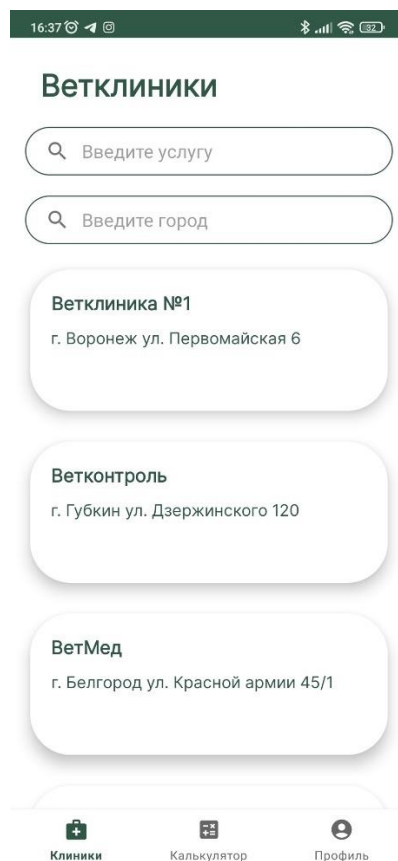 16:37
32
Ветклиники
Введите услугу
Введите город
Ветклиника №1
г. Воронеж ул. Первомайская 6
Ветконтроль
г. Губкин ул. Дзержинского 120
ВетМед
г. Белгород ул. Красной армии 45/1
Клиники
Калькулятор
Профиль